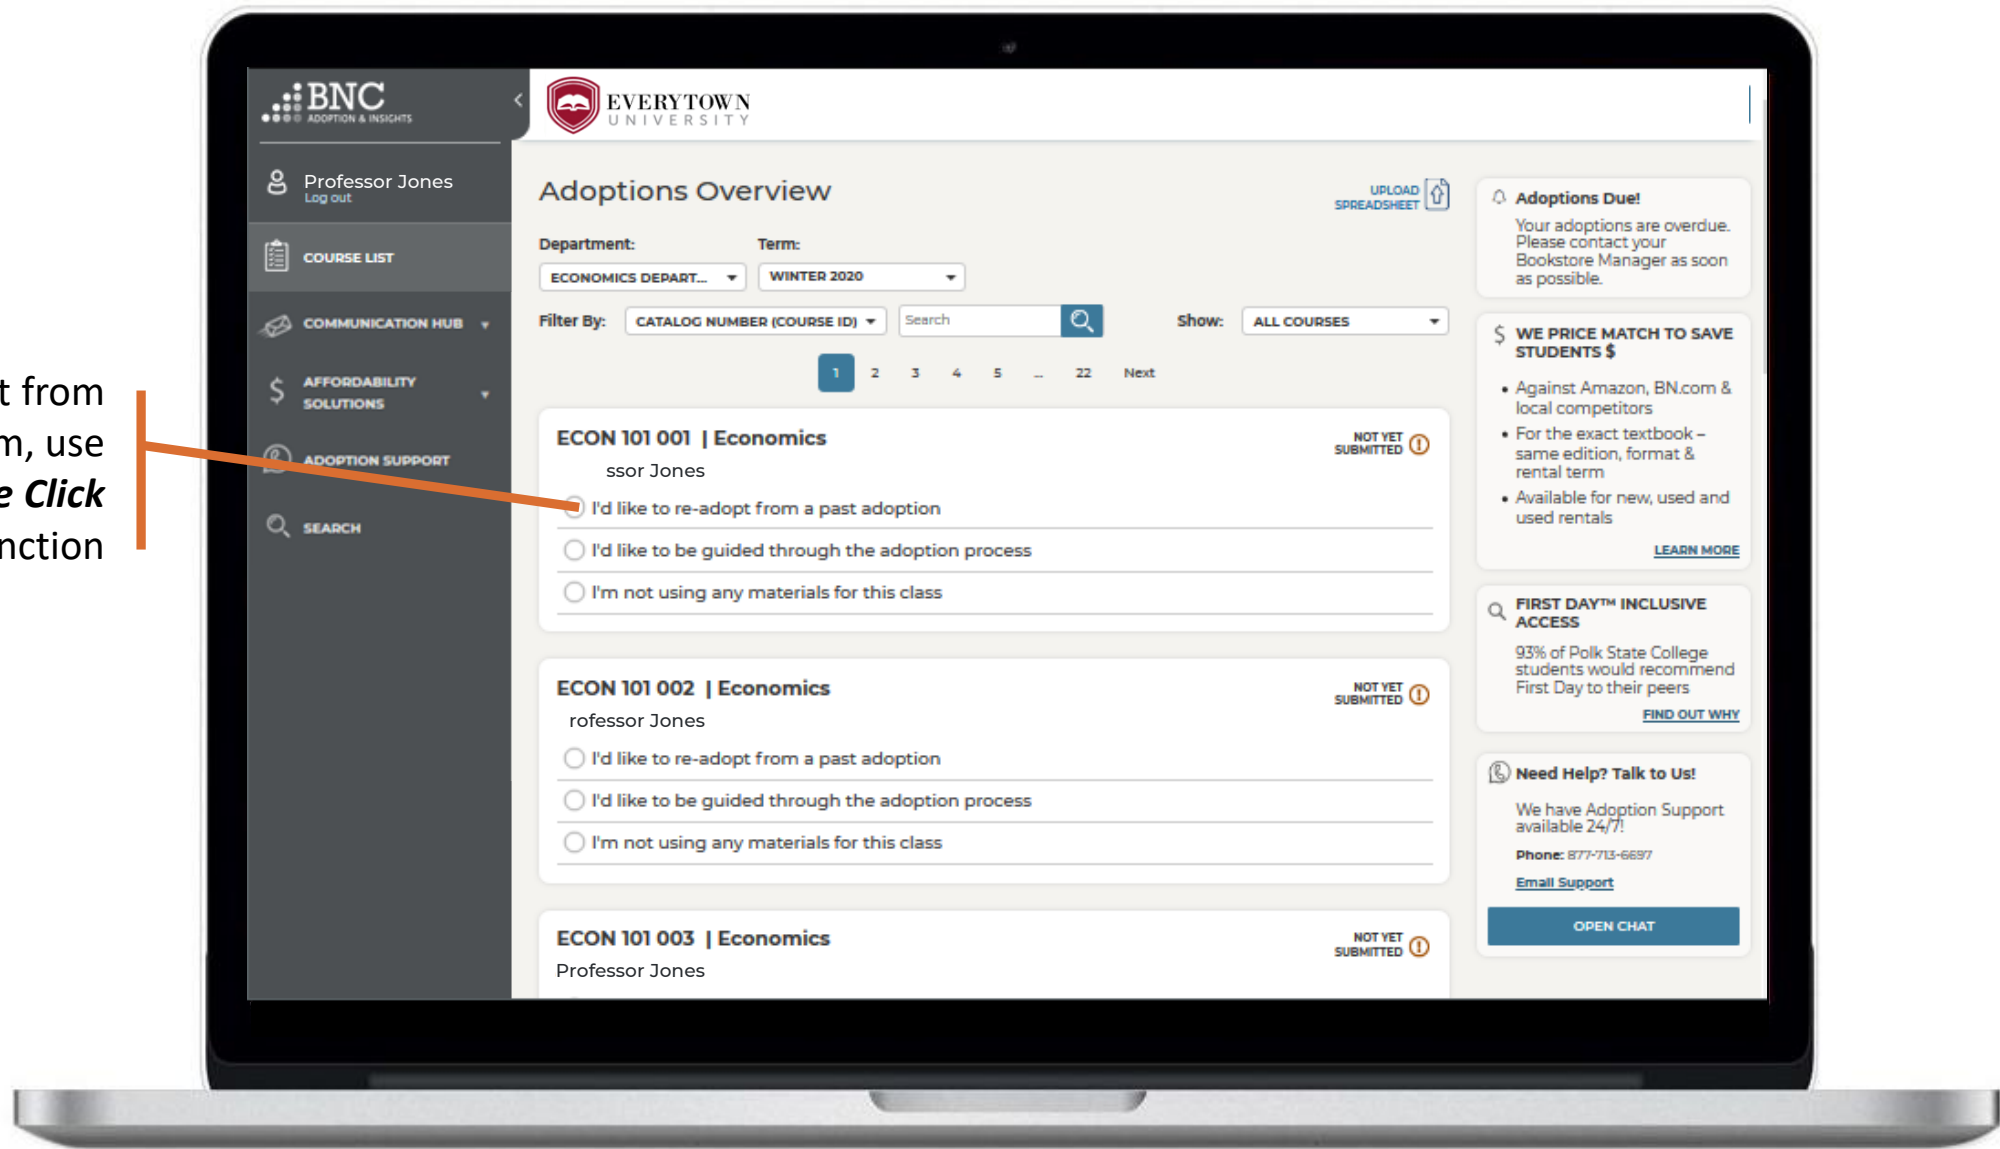 t from
m, use
e Click
nction
BNC
ADOPTION & INSIGHTS
Professor Jones
Log out
COURSE LIST
COMMUNICATION HUB
AFFORDABILITY
SOLUTIONS
ADOPTION SUPPORT
SEARCH
EVERYTOWN
UNIVERSITY
Adoptions Overview
UPLOAD
SPREADSHEET
Department: Term:
ECONOMICS DEPART... WINTER 2020
Filter By: CATALOG NUMBER (COURSE ID) Search Show: ALL COURSES
1 2 3 4 5 ... 22 Next
ECON 101 001 | Economics
NOT YET
SUBMITTED
ssor Jones
I'd like to re-adopt from a past adoption
I'd like to be guided through the adoption process
I'm not using any materials for this class
ECON 101 002 | Economics
NOT YET
SUBMITTED
rofessor Jones
I'd like to re-adopt from a past adoption
I'd like to be guided through the adoption process
I'm not using any materials for this class
ECON 101 003 | Economics
NOT YET
SUBMITTED
Professor Jones
Adoptions Due!
Your adoptions are overdue.
Please contact your
Bookstore Manager as soon
as possible.
$ WE PRICE MATCH TO SAVE
STUDENTS $
• Against Amazon, BN.com &
local competitors
• For the exact textbook –
same edition, format &
rental term
• Available for new, used and
used rentals
LEARN MORE
FIRST DAY™ INCLUSIVE
ACCESS
93% of Polk State College
students would recommend
First Day to their peers
FIND OUT WHY
Need Help? Talk to Us!
We have Adoption Support
available 24/7!
Phone: 877-713-6697
Email Support
OPEN CHAT